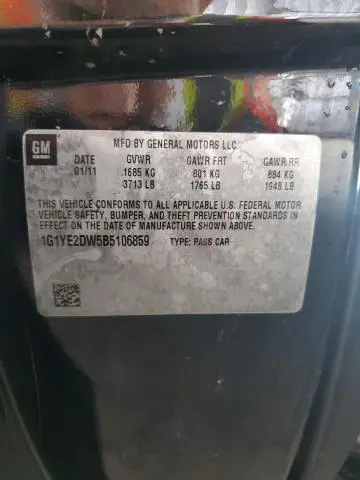 GM
MFD BY GENERAL MOTORS LLC.
DATE GVWR GAWR FRT GAWR RR
01/11 1685 KG 801 KG 884 KG
3713 LB 1765 LB 1948 LB
THIS VEHICLE CONFORMS TO ALL APPLICABLE U.S. FEDERAL MOTOR
VEHICLE SAFETY, BUMPER, AND THEFT PREVENTION STANDARDS IN
EFFECT ON THE DATE OF MANUFACTURE SHOWN ABOVE.
1G1YE2DW5B5106859 TYPE: PASS CAR